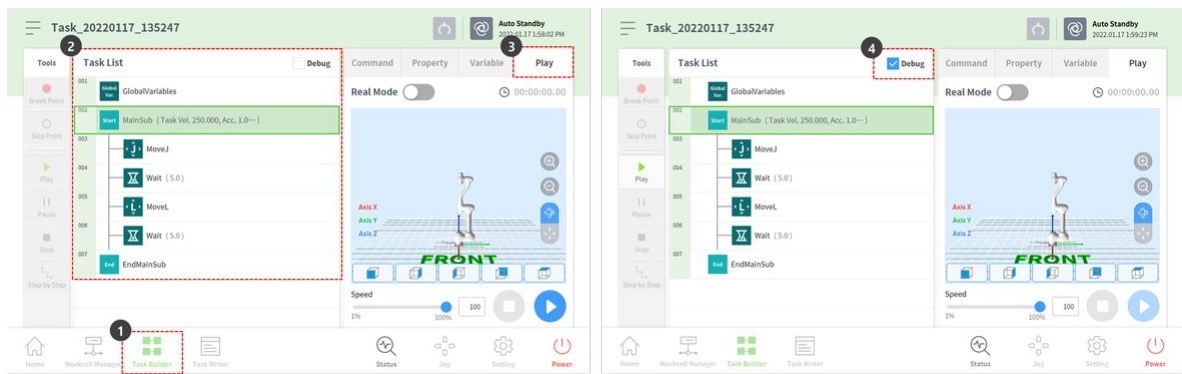 Task_20220117_135247
Auto Standby
2022.01.17 1:58:02 PM
2
3
Tools
Task List
Debug
Command
Property
Variable
Play
001
Global
Var.
GlobalVariables
Break Point
002
Start
MainSub ( Task Vel. 250.000, Acc. 1.0··· )
Skip Point
003
J
MoveJ
004
Wait (5.0)
Play
005
L
MoveL
Pause
006
Wait (5.0)
Stop
007
End
EndMainSub
Step by Step
Real Mode
00:00:00.00
Axis X
Axis Y
Axis Z
FRONT
Speed
1%
100%
100
1
Home
Workcell Manager
Task Builder
Task Writer
Status
Jog
Setting
Power
Task_20220117_135247
Auto Standby
2022.01.17 1:59:23 PM
4
Tools
Task List
Debug
Command
Property
Variable
Play
001
Global
Var.
GlobalVariables
Break Point
002
Start
MainSub ( Task Vel. 250.000, Acc. 1.0··· )
Skip Point
003
J
MoveJ
004
Wait (5.0)
Play
005
L
MoveL
Pause
006
Wait (5.0)
Stop
007
End
EndMainSub
Step by Step
Real Mode
00:00:00.00
Axis X
Axis Y
Axis Z
FRONT
Speed
1%
100%
100
Home
Workcell Manager
Task Builder
Task Writer
Status
Jog
Setting
Power